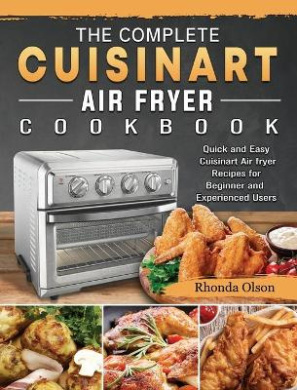 THE COMPLETE
CUISINART
AIR FRYER
COOKBOOK
Quick and Easy
Cuisinart Air fryer
Recipes for
Beginner and
Experienced Users
Rhonda Olson